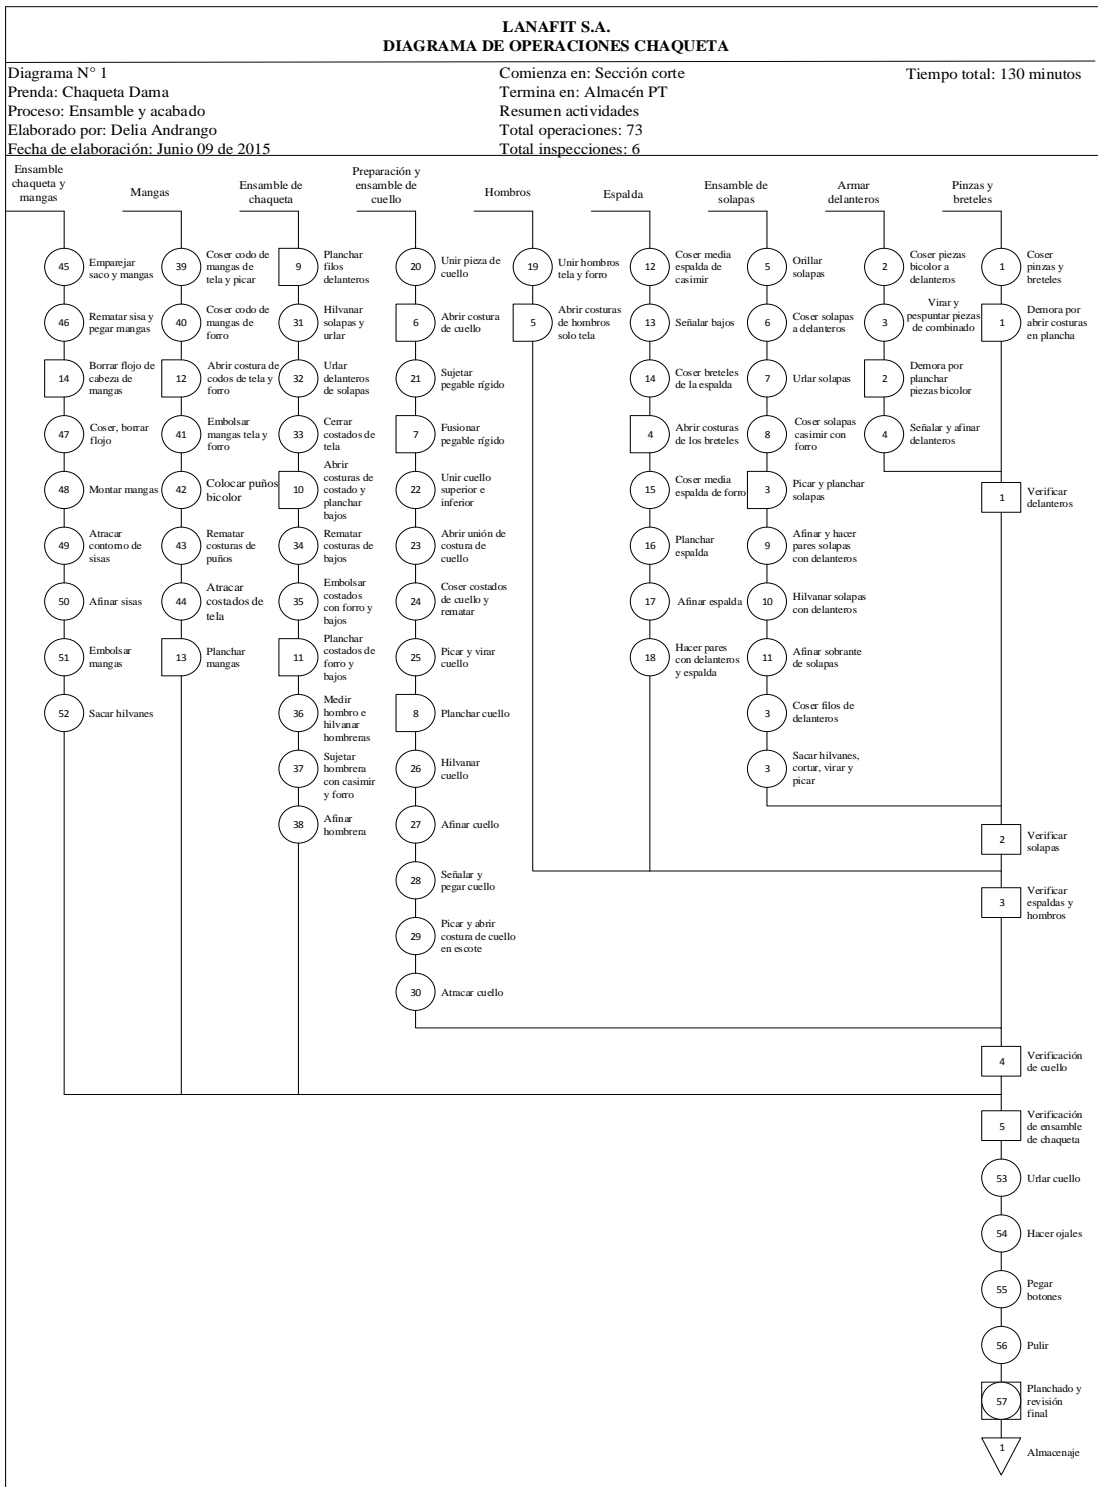 LANAFIT S.A.
DIAGRAMA DE OPERACIONES CHAQUETA
Diagrama N° 1
Prenda: Chaqueta Dama
Proceso: Ensamble y acabado
Elaborado por: Delia Andrango
Fecha de elaboración: Junio 09 de 2015
Comienza en: Sección corte
Termina en: Almacén PT
Resumen actividades
Total operaciones: 73
Total inspecciones: 6
Tiempo total: 130 minutos
Ensamble
chaqueta y
mangas
45
Emparejar
saco y mangas
46
Rematar sisa y
pegar mangas
14
Borrar flojo de
cabeza de
mangas
47
Coser, borrar
flojo
48
Montar mangas
49
Atracar
contorno de
sisas
50
Afinar sisas
51
Embolsar
mangas
52
Sacar hilvanes
Mangas
39
Coser codo de
mangas de
tela y picar
40
Coser codo de
mangas de
forro
12
Abrir costura de
codos de tela y
forro
41
Embolsar
mangas tela y
forro
42
Colocar puños
bicolor
43
Rematar
costuras de
puños
44
Atracar
costados de
tela
13
Planchar
mangas
Ensamble de
chaqueta
9
Planchar
filos
delanteros
31
Hilvanar
solapas y
urlar
32
Urlar
delanteros
de solapas
33
Cerrar
costados de
tela
10
Abrir
costuras de
costado y
planchar
bajos
34
Rematar
costuras de
bajos
35
Embolsar
costados
con forro y
bajos
11
Planchar
costados de
forro y
bajos
36
Medir
hombro e
hilvanar
hombreras
37
Sujetar
hombrera
con casimir
y forro
38
Afinar
hombrera
Preparación y
ensamble de
cuello
20
Unir pieza de
cuello
6
Abrir costura
de cuello
21
Sujetar
pegable rígido
7
Fusionar
pegable rígido
22
Unir cuello
superior e
inferior
23
Abrir unión de
costura de
cuello
24
Coser costados
de cuello y
rematar
25
Picar y virar
cuello
8
Planchar cuello
26
Hilvanar
cuello
27
Afinar cuello
28
Señalar y
pegar cuello
29
Picar y abrir
costura de cuello
en escote
30
Atracar cuello
Hombros
19
Unir hombros
tela y forro
5
Abrir costuras
de hombros
solo tela
Espalda
12
Coser media
espalda de
casimir
13
Señalar bajos
14
Coser breteles
de la espalda
4
Abrir costuras
de los breteles
15
Coser media
espalda de forro
16
Planchar
espalda
17
Afinar espalda
18
Hacer pares
con delanteros
y espalda
Ensamble de
solapas
5
Orillar
solapas
6
Coser solapas
a delanteros
7
Urlar solapas
8
Coser solapas
casimir con
forro
3
Picar y planchar
solapas
9
Afinar y hacer
pares solapas
con delanteros
10
Hilvanar solapas
con delanteros
11
Afinar sobrante
de solapas
3
Coser filos de
delanteros
3
Sacar hilvanes,
cortar, virar y
picar
Armar
delanteros
2
Coser piezas
bicolor a
delanteros
3
Virar y
pespuntar piezas
de combinado
2
Demora por
planchar
piezas bicolor
4
Señalar y afinar
delanteros
Pinzas y
breteles
1
Coser
pinzas y
breteles
1
Demora por
abrir costuras
en plancha
1
Verificar
delanteros
2
Verificar
solapas
3
Verificar
espaldas y
hombros
4
Verificación
de cuello
5
Verificación
de ensamble
de chaqueta
53
Urlar cuello
54
Hacer ojales
55
Pegar
botones
56
Pulir
57
Planchado y
revisión
final
1
Almacenaje